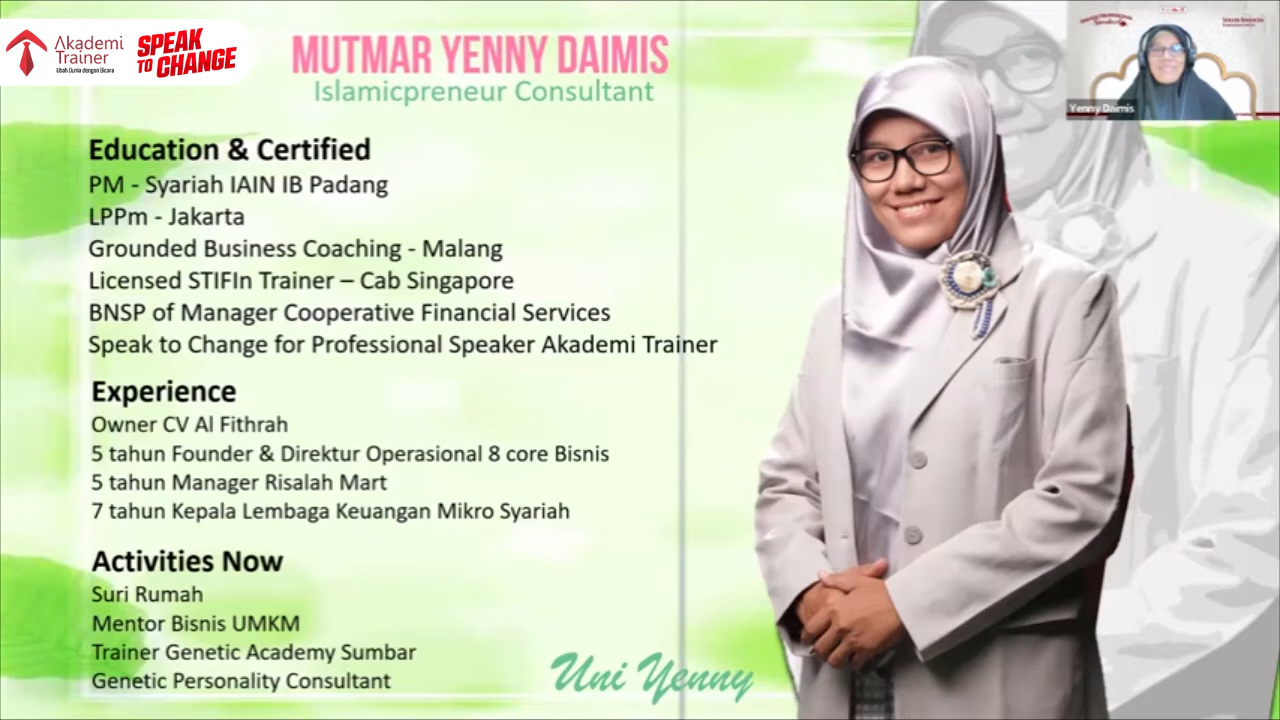 Akademi
Trainer
Ubah Dunia dengan Bicara
SPEAK
TO CHANGE
MUTMAR YENNY DAIMIS
Islamicpreneur Consultant
Yenny Daimis
Education & Certified
PM - Syariah IAIN IB Padang
LPPm - Jakarta
Grounded Business Coaching - Malang
Licensed STIFIn Trainer – Cab Singapore
BNSP of Manager Cooperative Financial Services
Speak to Change for Professional Speaker Akademi Trainer
Experience
Owner CV Al Fithrah
5 tahun Founder & Direktur Operasional 8 core Bisnis
5 tahun Manager Risalah Mart
7 tahun Kepala Lembaga Keuangan Mikro Syariah
Activities Now
Suri Rumah
Mentor Bisnis UMKM
Trainer Genetic Academy Sumbar
Genetic Personality Consultant
Uni Yenny